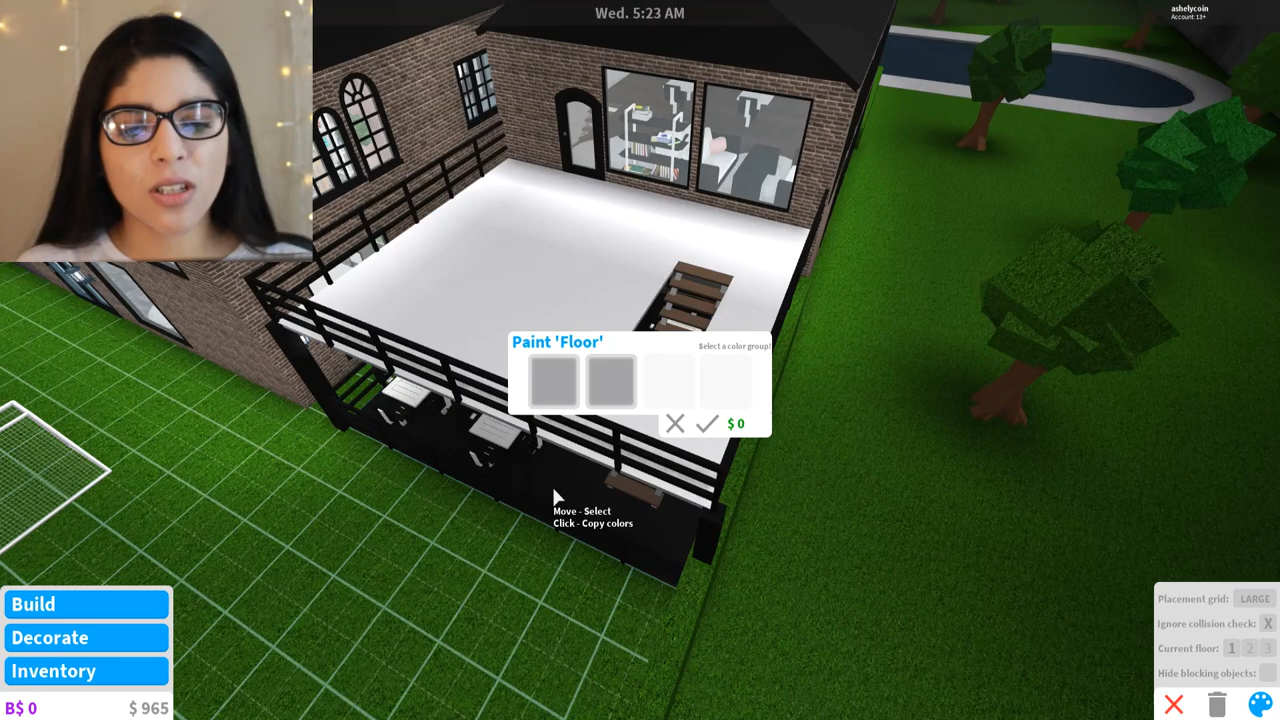 Wed. 5:23 AM
ashelycoin
Account: 13+
Paint 'Floor'
Select a color group!
$ 0
Move - Select
Click - Copy colors
Build
Decorate
Inventory
B$ 0
$ 965
Placement grid: LARGE
Ignore collision check: X
Current floor: 1 2 3
Hide blocking objects: